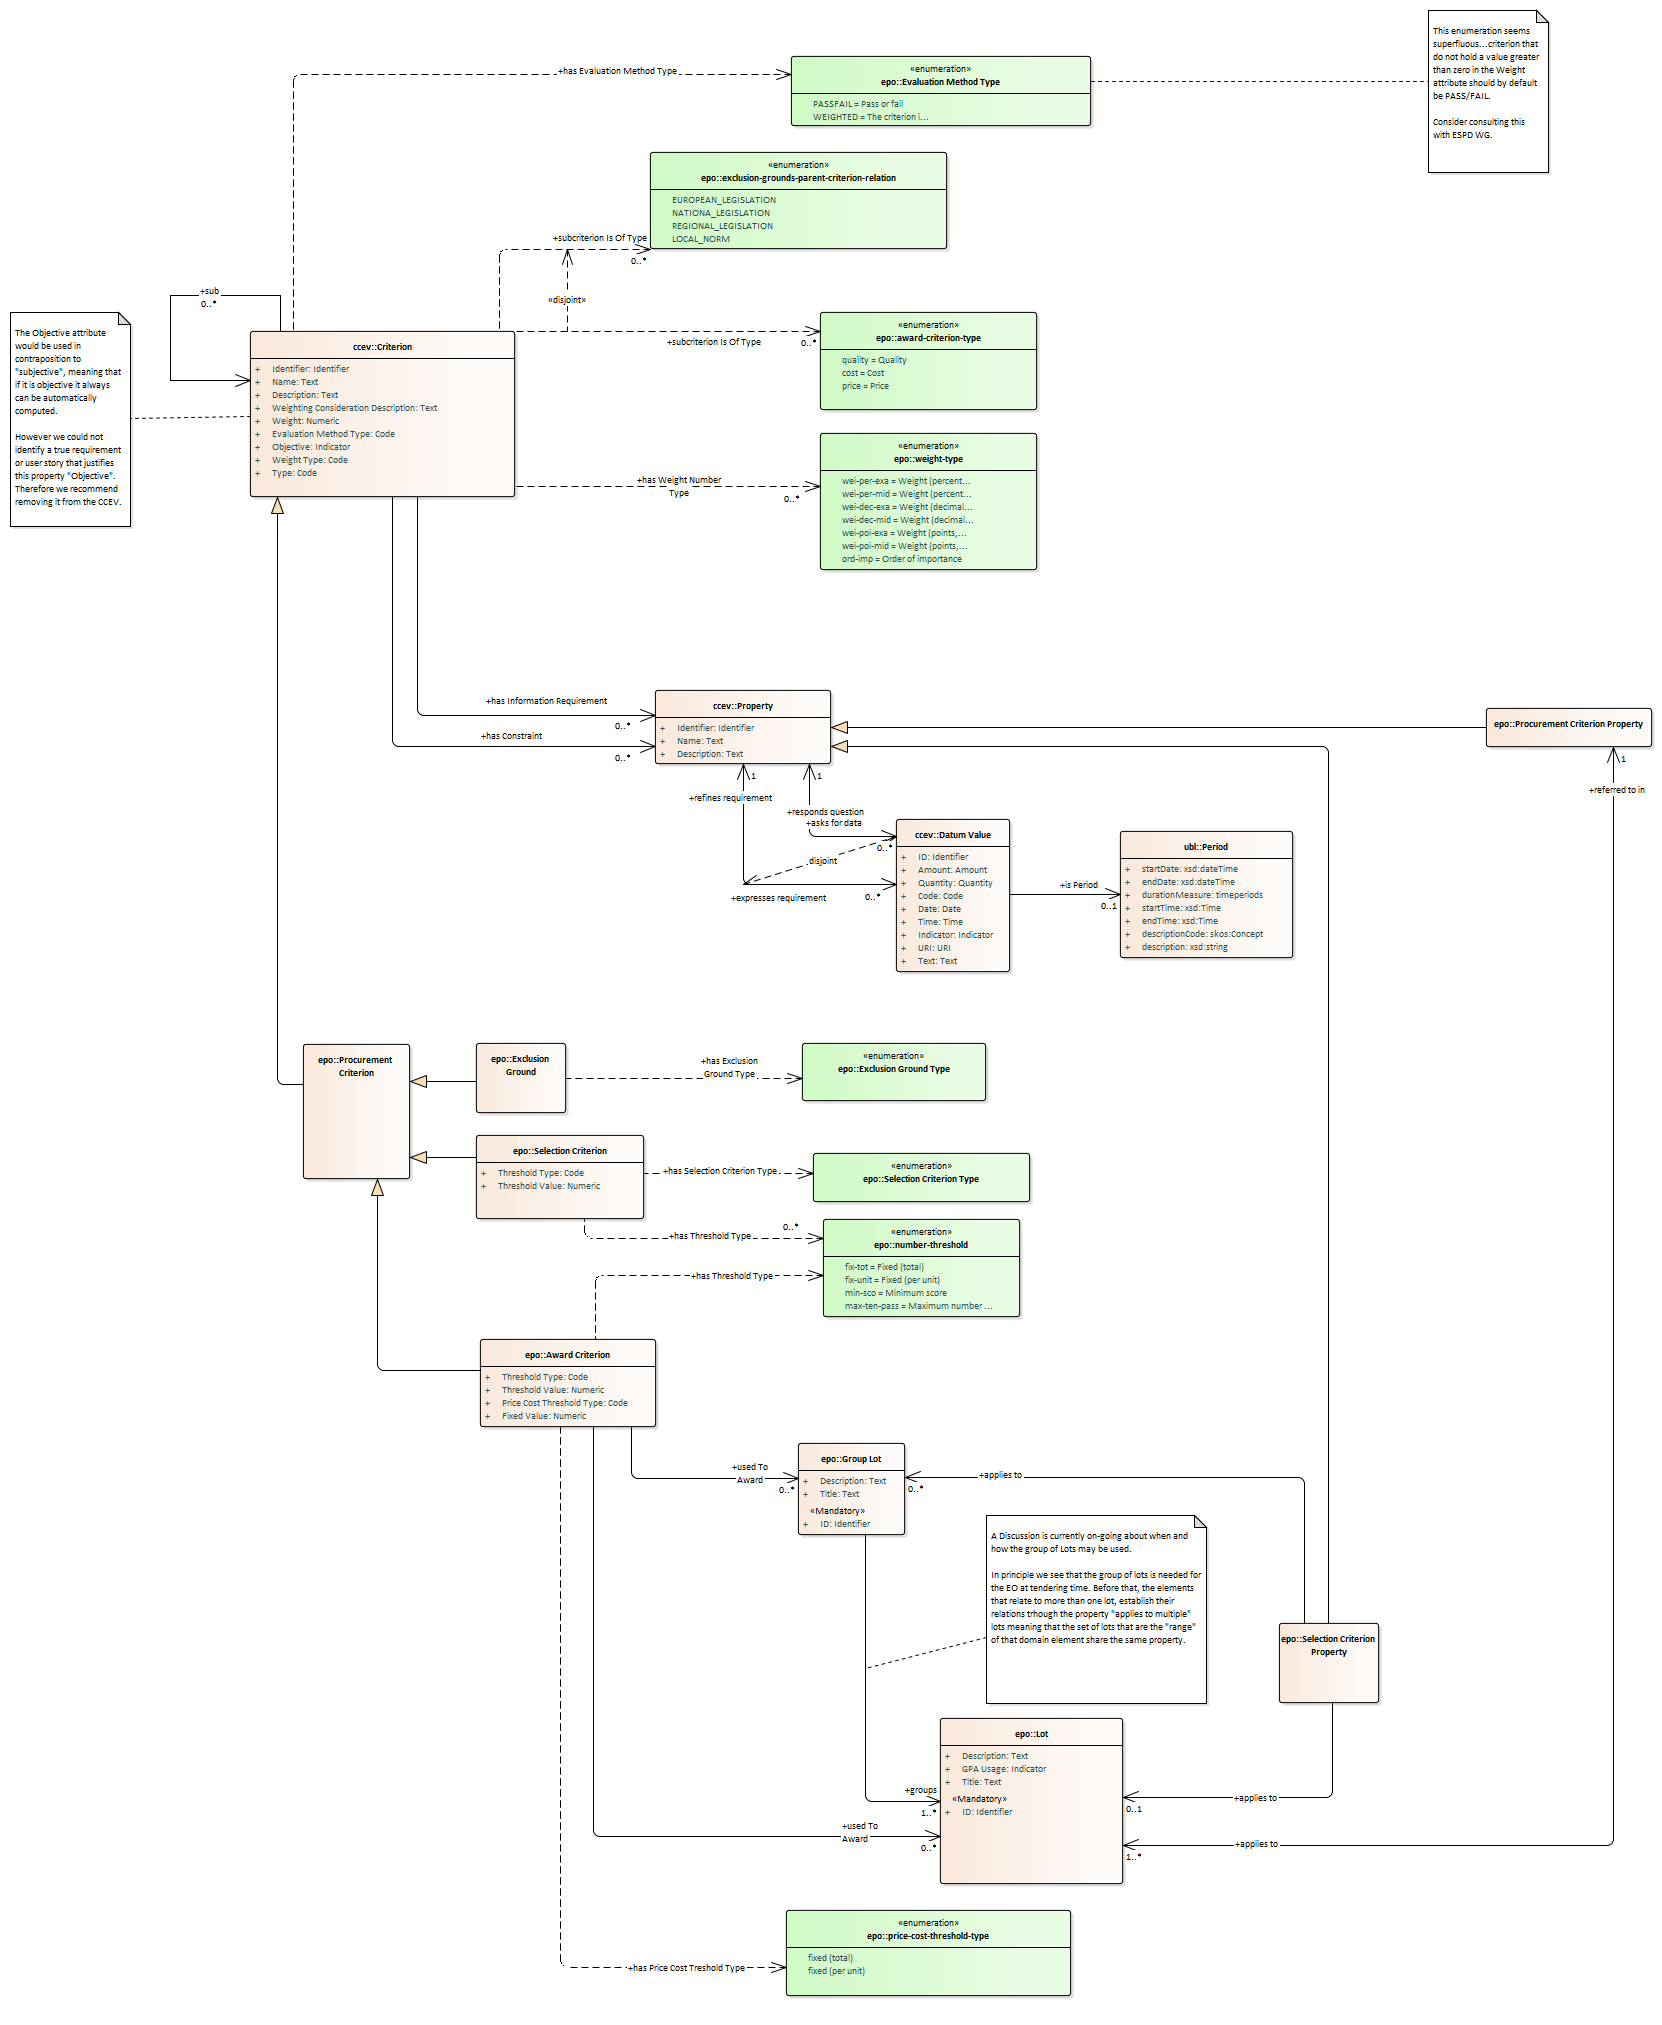 This enumeration seems
superfluous...criterion that
do not hold a value greater
than zero in the Weight
attribute should by default
be PASS/FAIL.
Consider consulting this
with ESPD WG.
+has Evaluation Method Type
«enumeration»
epo::Evaluation Method Type
PASSFAIL = Pass or fail
WEIGHTED = The criterion i...
«enumeration»
epo::exclusion-grounds-parent-criterion-relation
EUROPEAN_LEGISLATION
NATIONA_LEGISLATION
REGIONAL_LEGISLATION
LOCAL_NORM
+subcriterion Is Of Type
0..*
«disjoint»
+sub
0..*
The Objective attribute
would be used in
contraposition to
"subjective", meaning that
if it is objective it always
can be automatically
computed.
However we could not
identify a true requirement
or user story that justifies
this property "Objective".
Therefore we recommend
removing it from the CCEV.
ccev::Criterion
+ Identifier: Identifier
+ Name: Text
+ Description: Text
+ Weighting Consideration Description: Text
+ Weight: Numeric
+ Evaluation Method Type: Code
+ Objective: Indicator
+ Weight Type: Code
+ Type: Code
+subcriterion Is Of Type
0..*
«enumeration»
epo::award-criterion-type
quality = Quality
cost = Cost
price = Price
+has Weight Number
Type
0..*
«enumeration»
epo::weight-type
wei-per-exa = Weight (percent...
wei-per-mid = Weight (percent...
wei-dec-exa = Weight (decimal...
wei-dec-mid = Weight (decimal...
wei-poi-exa = Weight (points,...
wei-poi-mid = Weight (points,...
ord-imp = Order of importance
+has Information Requirement
0..*
+has Constraint
0..*
ccev::Property
+ Identifier: Identifier
+ Name: Text
+ Description: Text
epo::Procurement Criterion Property
1
+referred to in
1
+refines requirement
1
+responds question
+asks for data
0..*
disjoint
+expresses requirement
0..*
ccev::Datum Value
+ ID: Identifier
+ Amount: Amount
+ Quantity: Quantity
+ Code: Code
+ Date: Date
+ Time: Time
+ Indicator: Indicator
+ URI: URI
+ Text: Text
+is Period
0..1
ubl::Period
+ startDate: xsd:dateTime
+ endDate: xsd:dateTime
+ durationMeasure: timeperiods
+ startTime: xsd:Time
+ endTime: xsd:Time
+ descriptionCode: skos:Concept
+ description: xsd:string
epo::Procurement
Criterion
epo::Exclusion
Ground
+has Exclusion
Ground Type
«enumeration»
epo::Exclusion Ground Type
epo::Selection Criterion
+ Threshold Type: Code
+ Threshold Value: Numeric
+has Selection Criterion Type
«enumeration»
epo::Selection Criterion Type
0..*
+has Threshold Type
+has Threshold Type
«enumeration»
epo::number-threshold
fix-tot = Fixed (total)
fix-unit = Fixed (per unit)
min-sco = Minimum score
max-ten-pass = Maximum number ...
epo::Award Criterion
+ Threshold Type: Code
+ Threshold Value: Numeric
+ Price Cost Threshold Type: Code
+ Fixed Value: Numeric
+used To
Award
0..*
epo::Group Lot
+ Description: Text
+ Title: Text
«Mandatory»
+ ID: Identifier
+applies to
0..*
A Discussion is currently on-going about when and
how the group of Lots may be used.
In principle we see that the group of lots is needed for
the EO at tendering time. Before that, the elements
that relate to more than one lot, establish their
relations trhough the property "applies to multiple"
lots meaning that the set of lots that are the "range"
of that domain element share the same property.
epo::Selection Criterion
Property
epo::Lot
+ Description: Text
+ GPA Usage: Indicator
+ Title: Text
«Mandatory»
+ ID: Identifier
+groups
1..*
+used To
Award
0..*
+applies to
0..1
+applies to
1..*
«enumeration»
epo::price-cost-threshold-type
fixed (total)
fixed (per unit)
+has Price Cost Treshold Type